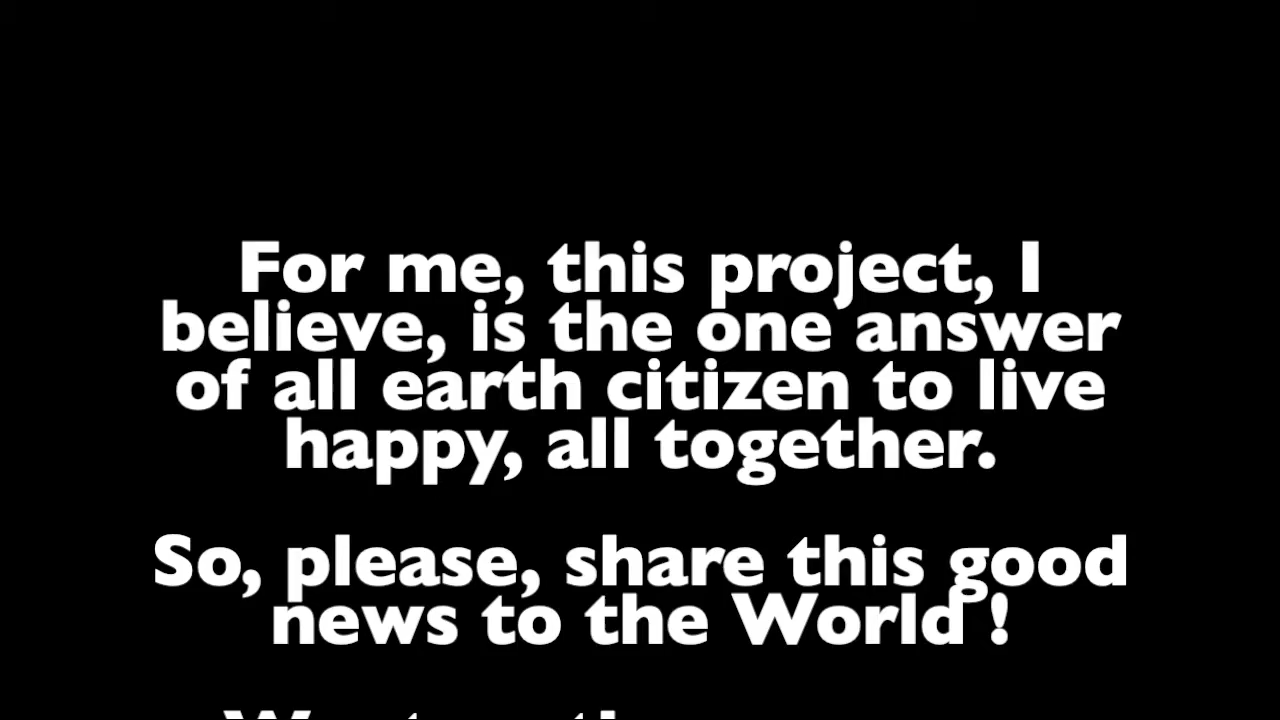 For me, this project, I
believe, is the one answer
of all earth citizen to live
happy, all together.
So, please, share this good
news to the World !